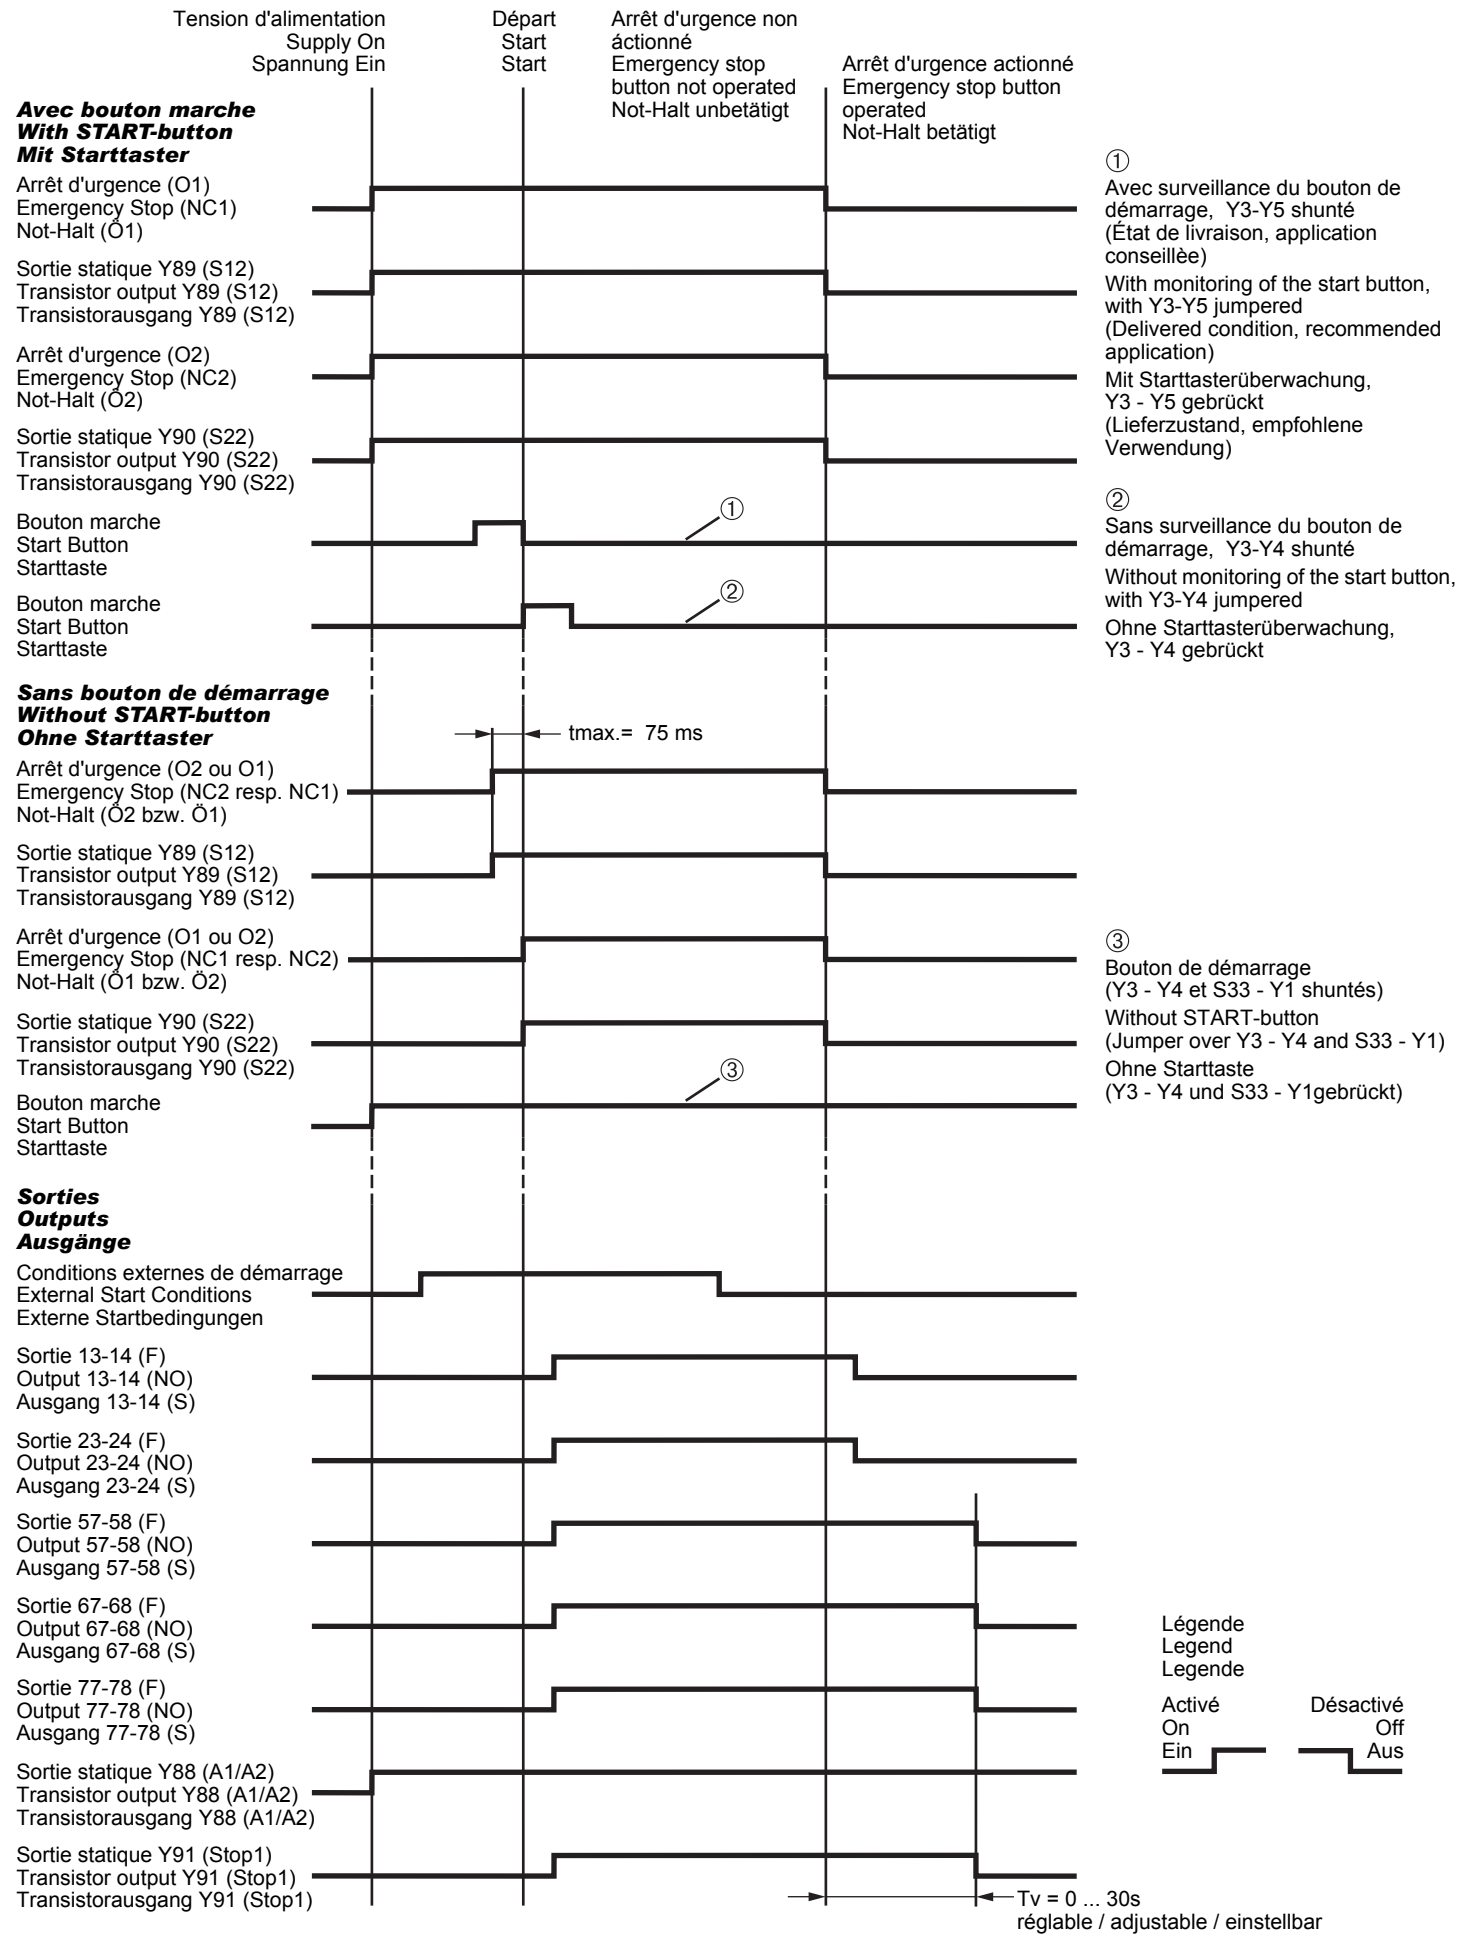 Tension d'alimentation
Supply On
Spannung Ein
Départ
Start
Start
Arrêt d'urgence non
áctionné
Emergency stop
button not operated
Not-Halt unbetätigt
Arrêt d'urgence actionné
Emergency stop button
operated
Not-Halt betätigt
Avec bouton marche
With START-button
Mit Starttaster
Arrêt d'urgence (O1)
Emergency Stop (NC1)
Not-Halt (Ö1)
Sortie statique Y89 (S12)
Transistor output Y89 (S12)
Transistorausgang Y89 (S12)
Arrêt d'urgence (O2)
Emergency Stop (NC2)
Not-Halt (Ö2)
Sortie statique Y90 (S22)
Transistor output Y90 (S22)
Transistorausgang Y90 (S22)
Bouton marche
Start Button
Starttaste
①
Bouton marche
Start Button
Starttaste
②
①
Avec surveillance du bouton de
démarrage, Y3-Y5 shunté
(État de livraison, application
conseillèe)
With monitoring of the start button,
with Y3-Y5 jumpered
(Delivered condition, recommended
application)
Mit Starttasterüberwachung,
Y3 - Y5 gebrückt
(Lieferzustand, empfohlene
Verwendung)
②
Sans surveillance du bouton de
démarrage, Y3-Y4 shunté
Without monitoring of the start button,
with Y3-Y4 jumpered
Ohne Starttasterüberwachung,
Y3 - Y4 gebrückt
Sans bouton de démarrage
Without START-button
Ohne Starttaster
tmax.= 75 ms
Arrêt d'urgence (O2 ou O1)
Emergency Stop (NC2 resp. NC1)
Not-Halt (Ö2 bzw. Ö1)
Sortie statique Y89 (S12)
Transistor output Y89 (S12)
Transistorausgang Y89 (S12)
Arrêt d'urgence (O1 ou O2)
Emergency Stop (NC1 resp. NC2)
Not-Halt (Ö1 bzw. Ö2)
Sortie statique Y90 (S22)
Transistor output Y90 (S22)
Transistorausgang Y90 (S22)
Bouton marche
Start Button
Starttaste
③
③
Bouton de démarrage
(Y3 - Y4 et S33 - Y1 shuntés)
Without START-button
(Jumper over Y3 - Y4 and S33 - Y1)
Ohne Starttaste
(Y3 - Y4 und S33 - Y1gebrückt)
Sorties
Outputs
Ausgänge
Conditions externes de démarrage
External Start Conditions
Externe Startbedingungen
Sortie 13-14 (F)
Output 13-14 (NO)
Ausgang 13-14 (S)
Sortie 23-24 (F)
Output 23-24 (NO)
Ausgang 23-24 (S)
Sortie 57-58 (F)
Output 57-58 (NO)
Ausgang 57-58 (S)
Sortie 67-68 (F)
Output 67-68 (NO)
Ausgang 67-68 (S)
Sortie 77-78 (F)
Output 77-78 (NO)
Ausgang 77-78 (S)
Sortie statique Y88 (A1/A2)
Transistor output Y88 (A1/A2)
Transistorausgang Y88 (A1/A2)
Sortie statique Y91 (Stop1)
Transistor output Y91 (Stop1)
Transistorausgang Y91 (Stop1)
Tv = 0 ... 30s
réglable / adjustable / einstellbar
Légende
Legend
Legende
Activé
On
Ein
Désactivé
Off
Aus